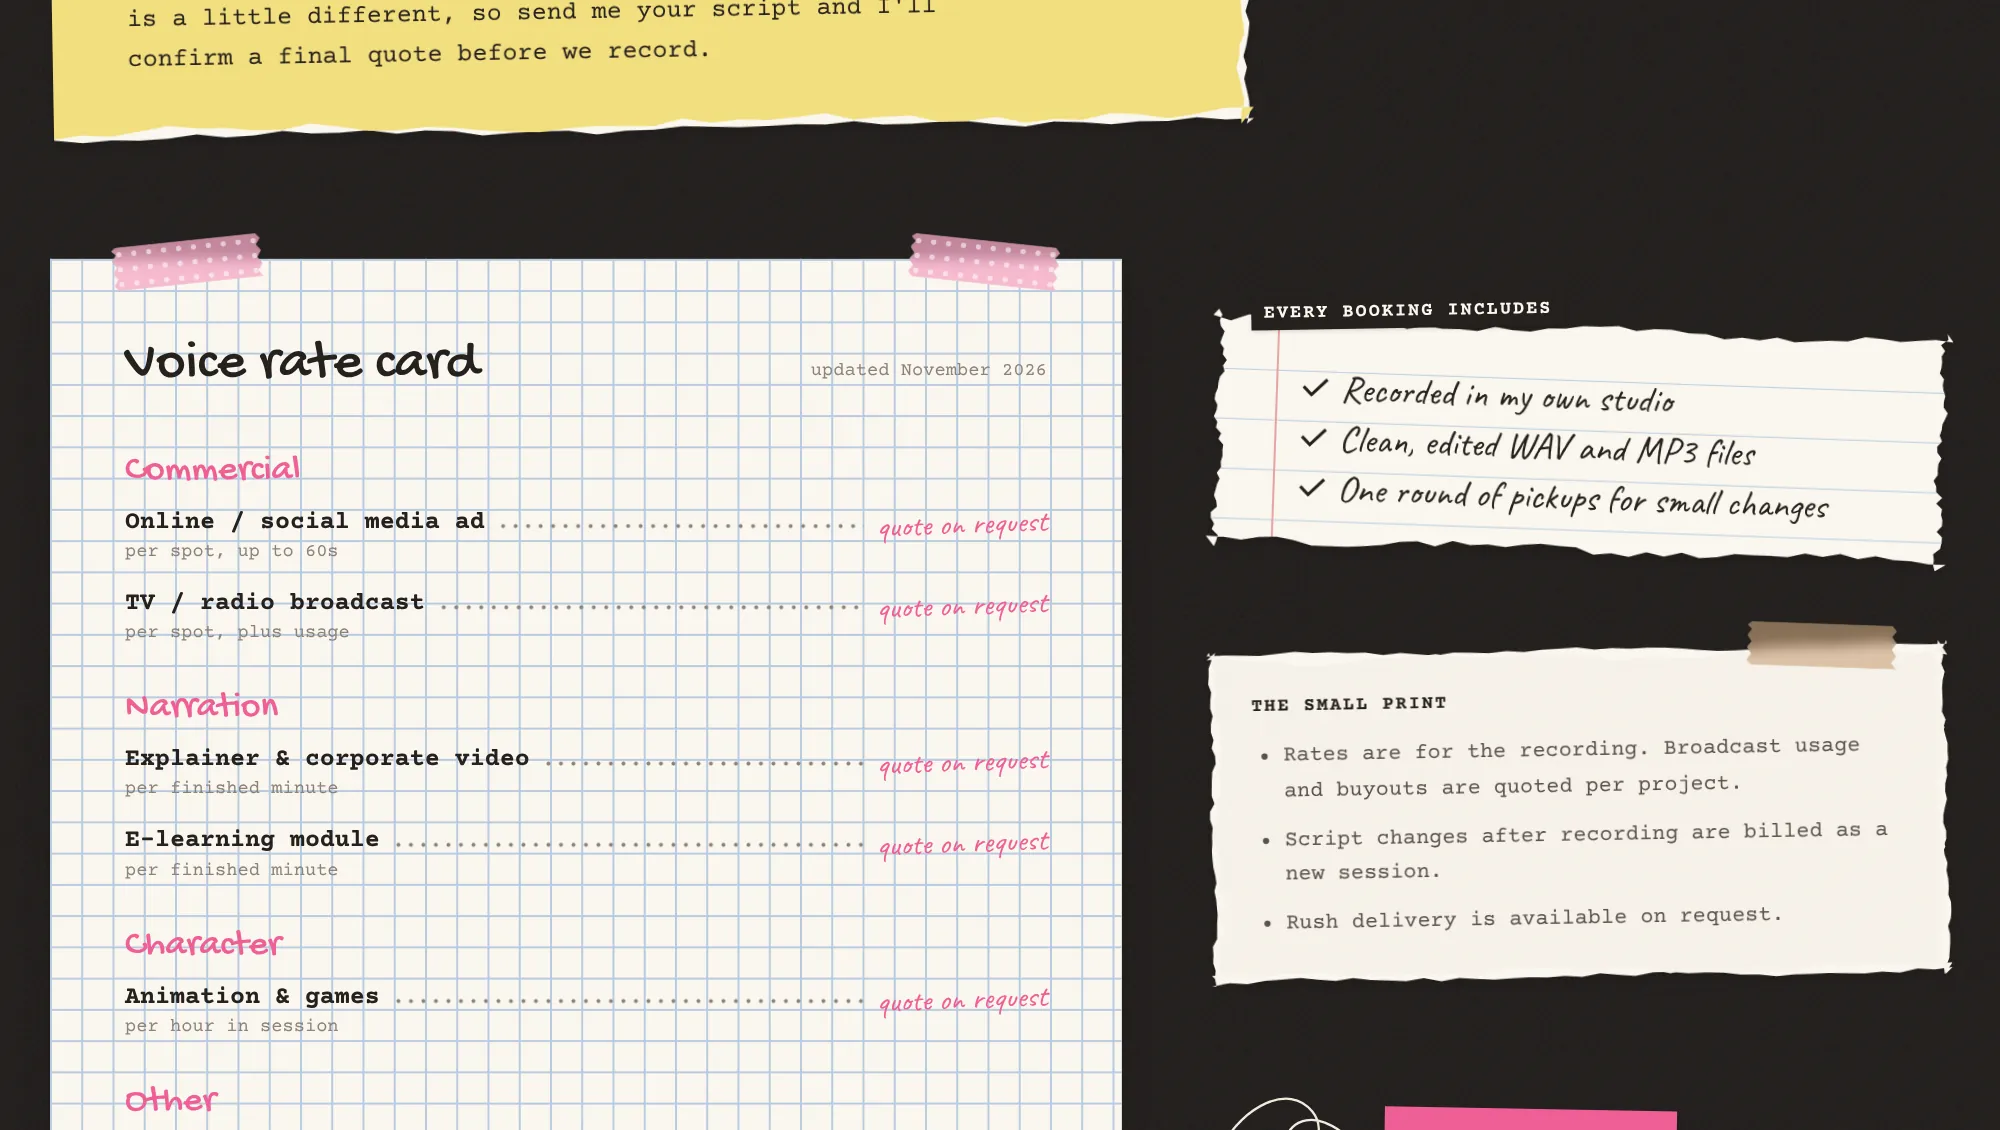 is a little different, so send me your script and I'll
confirm a final quote before we record.
Voice rate card
updated November 2026
Commercial
Online / social media ad
quote on request
per spot, up to 60s
TV / radio broadcast
quote on request
per spot, plus usage
Narration
Explainer & corporate video
quote on request
per finished minute
E-learning module
quote on request
per finished minute
Character
Animation & games
quote on request
per hour in session
Other
EVERY BOOKING INCLUDES
Recorded in my own studio
Clean, edited WAV and MP3 files
One round of pickups for small changes
THE SMALL PRINT
Rates are for the recording. Broadcast usage
and buyouts are quoted per project.
Script changes after recording are billed as a
new session.
Rush delivery is available on request.